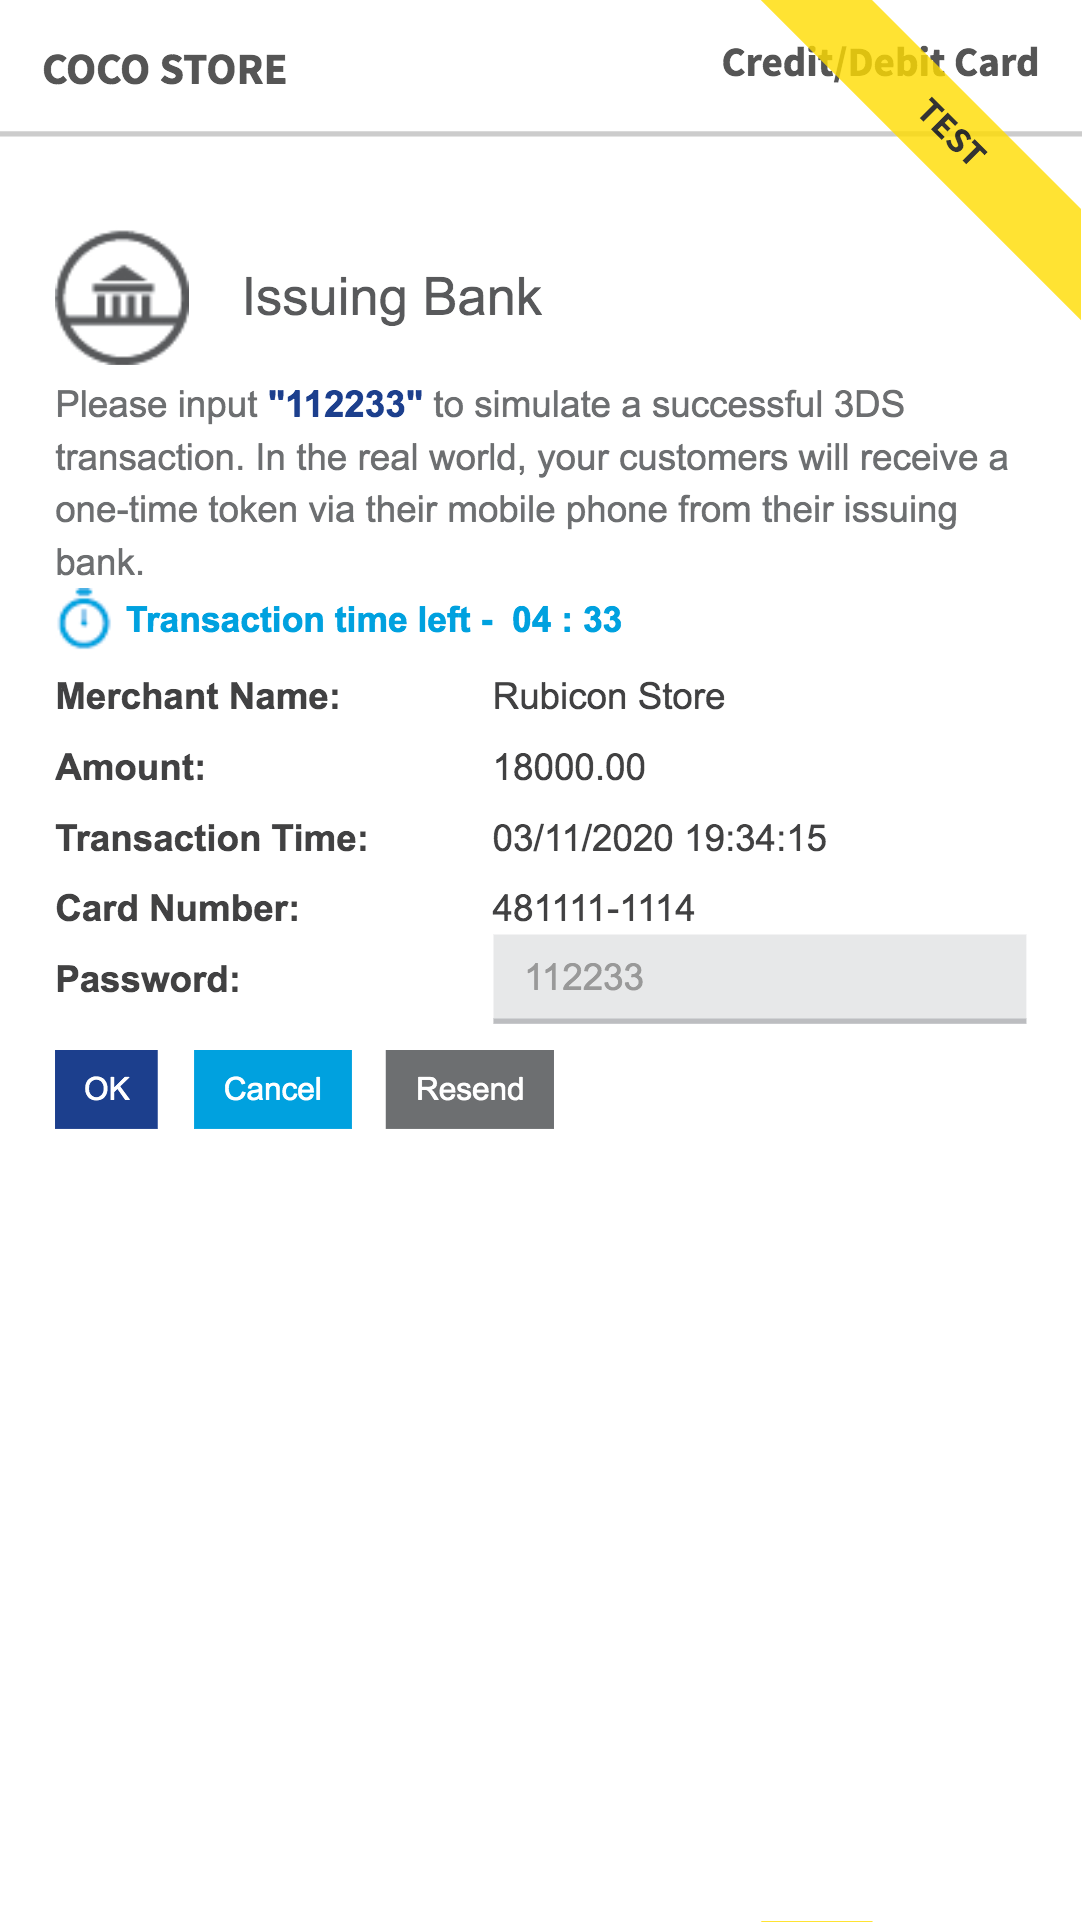 COCO STORE
Credit/Debit Card
TEST
Issuing Bank
Please input "112233" to simulate a successful 3DS
transaction. In the real world, your customers will receive a
one-time token via their mobile phone from their issuing
bank.
Transaction time left - 04 : 33
Merchant Name: Rubicon Store
Amount: 18000.00
Transaction Time: 03/11/2020 19:34:15
Card Number: 481111-1114
Password: 112233
OK Cancel Resend